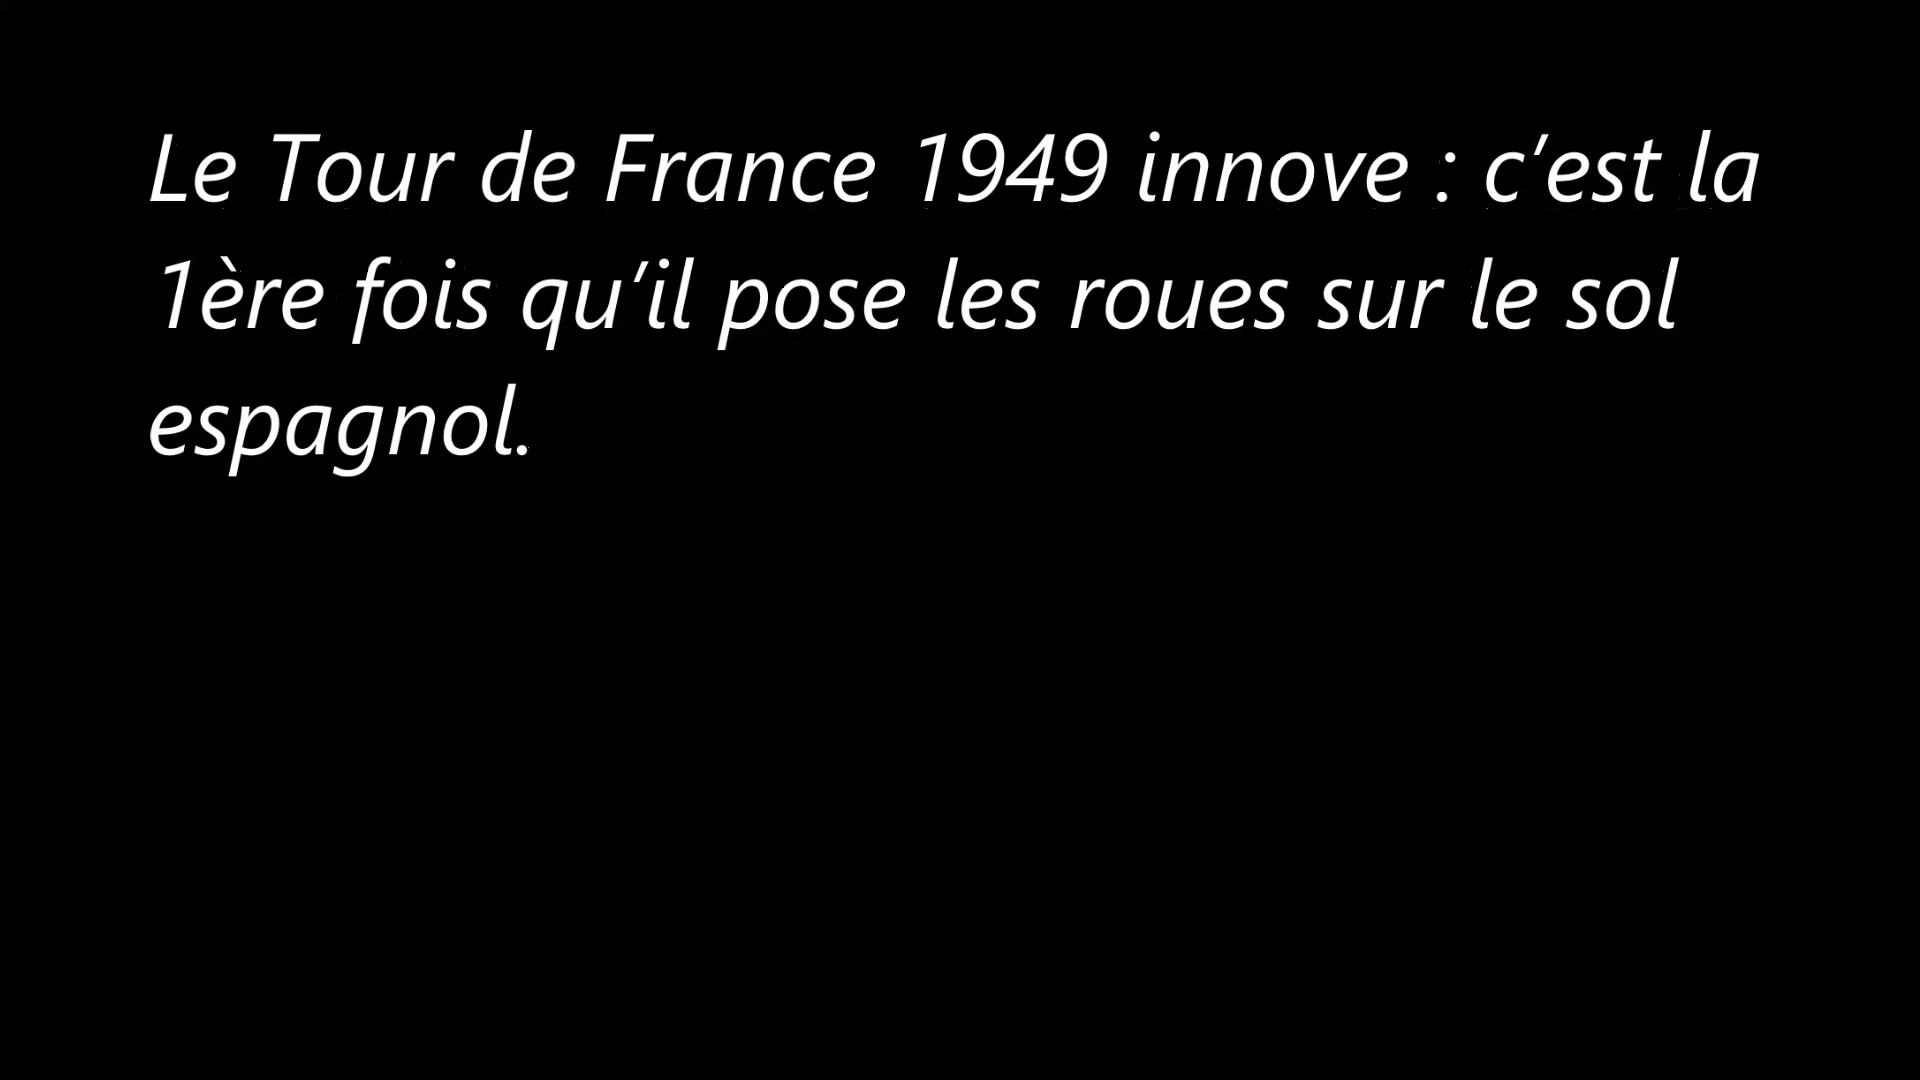 Le Tour de France 1949 innove : c’est la
1ère fois qu’il pose les roues sur le sol
espagnol.